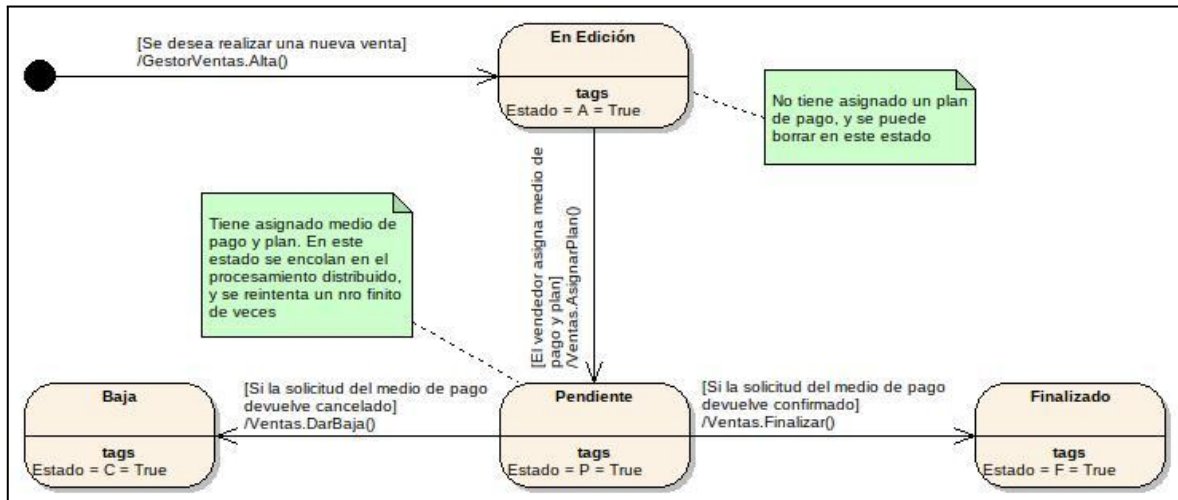 [Se desea realizar una nueva venta]
/GestorVentas.Alta()
En Edición
tags
Estado = A = True
No tiene asignado un plan
de pago, y se puede
borrar en este estado
[El vendedor asigna medio de
pago y plan]
/Ventas.AsignarPlan()
Tiene asignado medio de
pago y plan. En este
estado se encolan en el
procesamiento distribuido,
y se reintenta un nro finito
de veces
Baja
tags
Estado = C = True
[Si la solicitud del medio de pago
devuelve cancelado]
/Ventas.DarBaja()
Pendiente
tags
Estado = P = True
[Si la solicitud del medio de pago
devuelve confirmado]
/Ventas.Finalizar()
Finalizado
tags
Estado = F = True